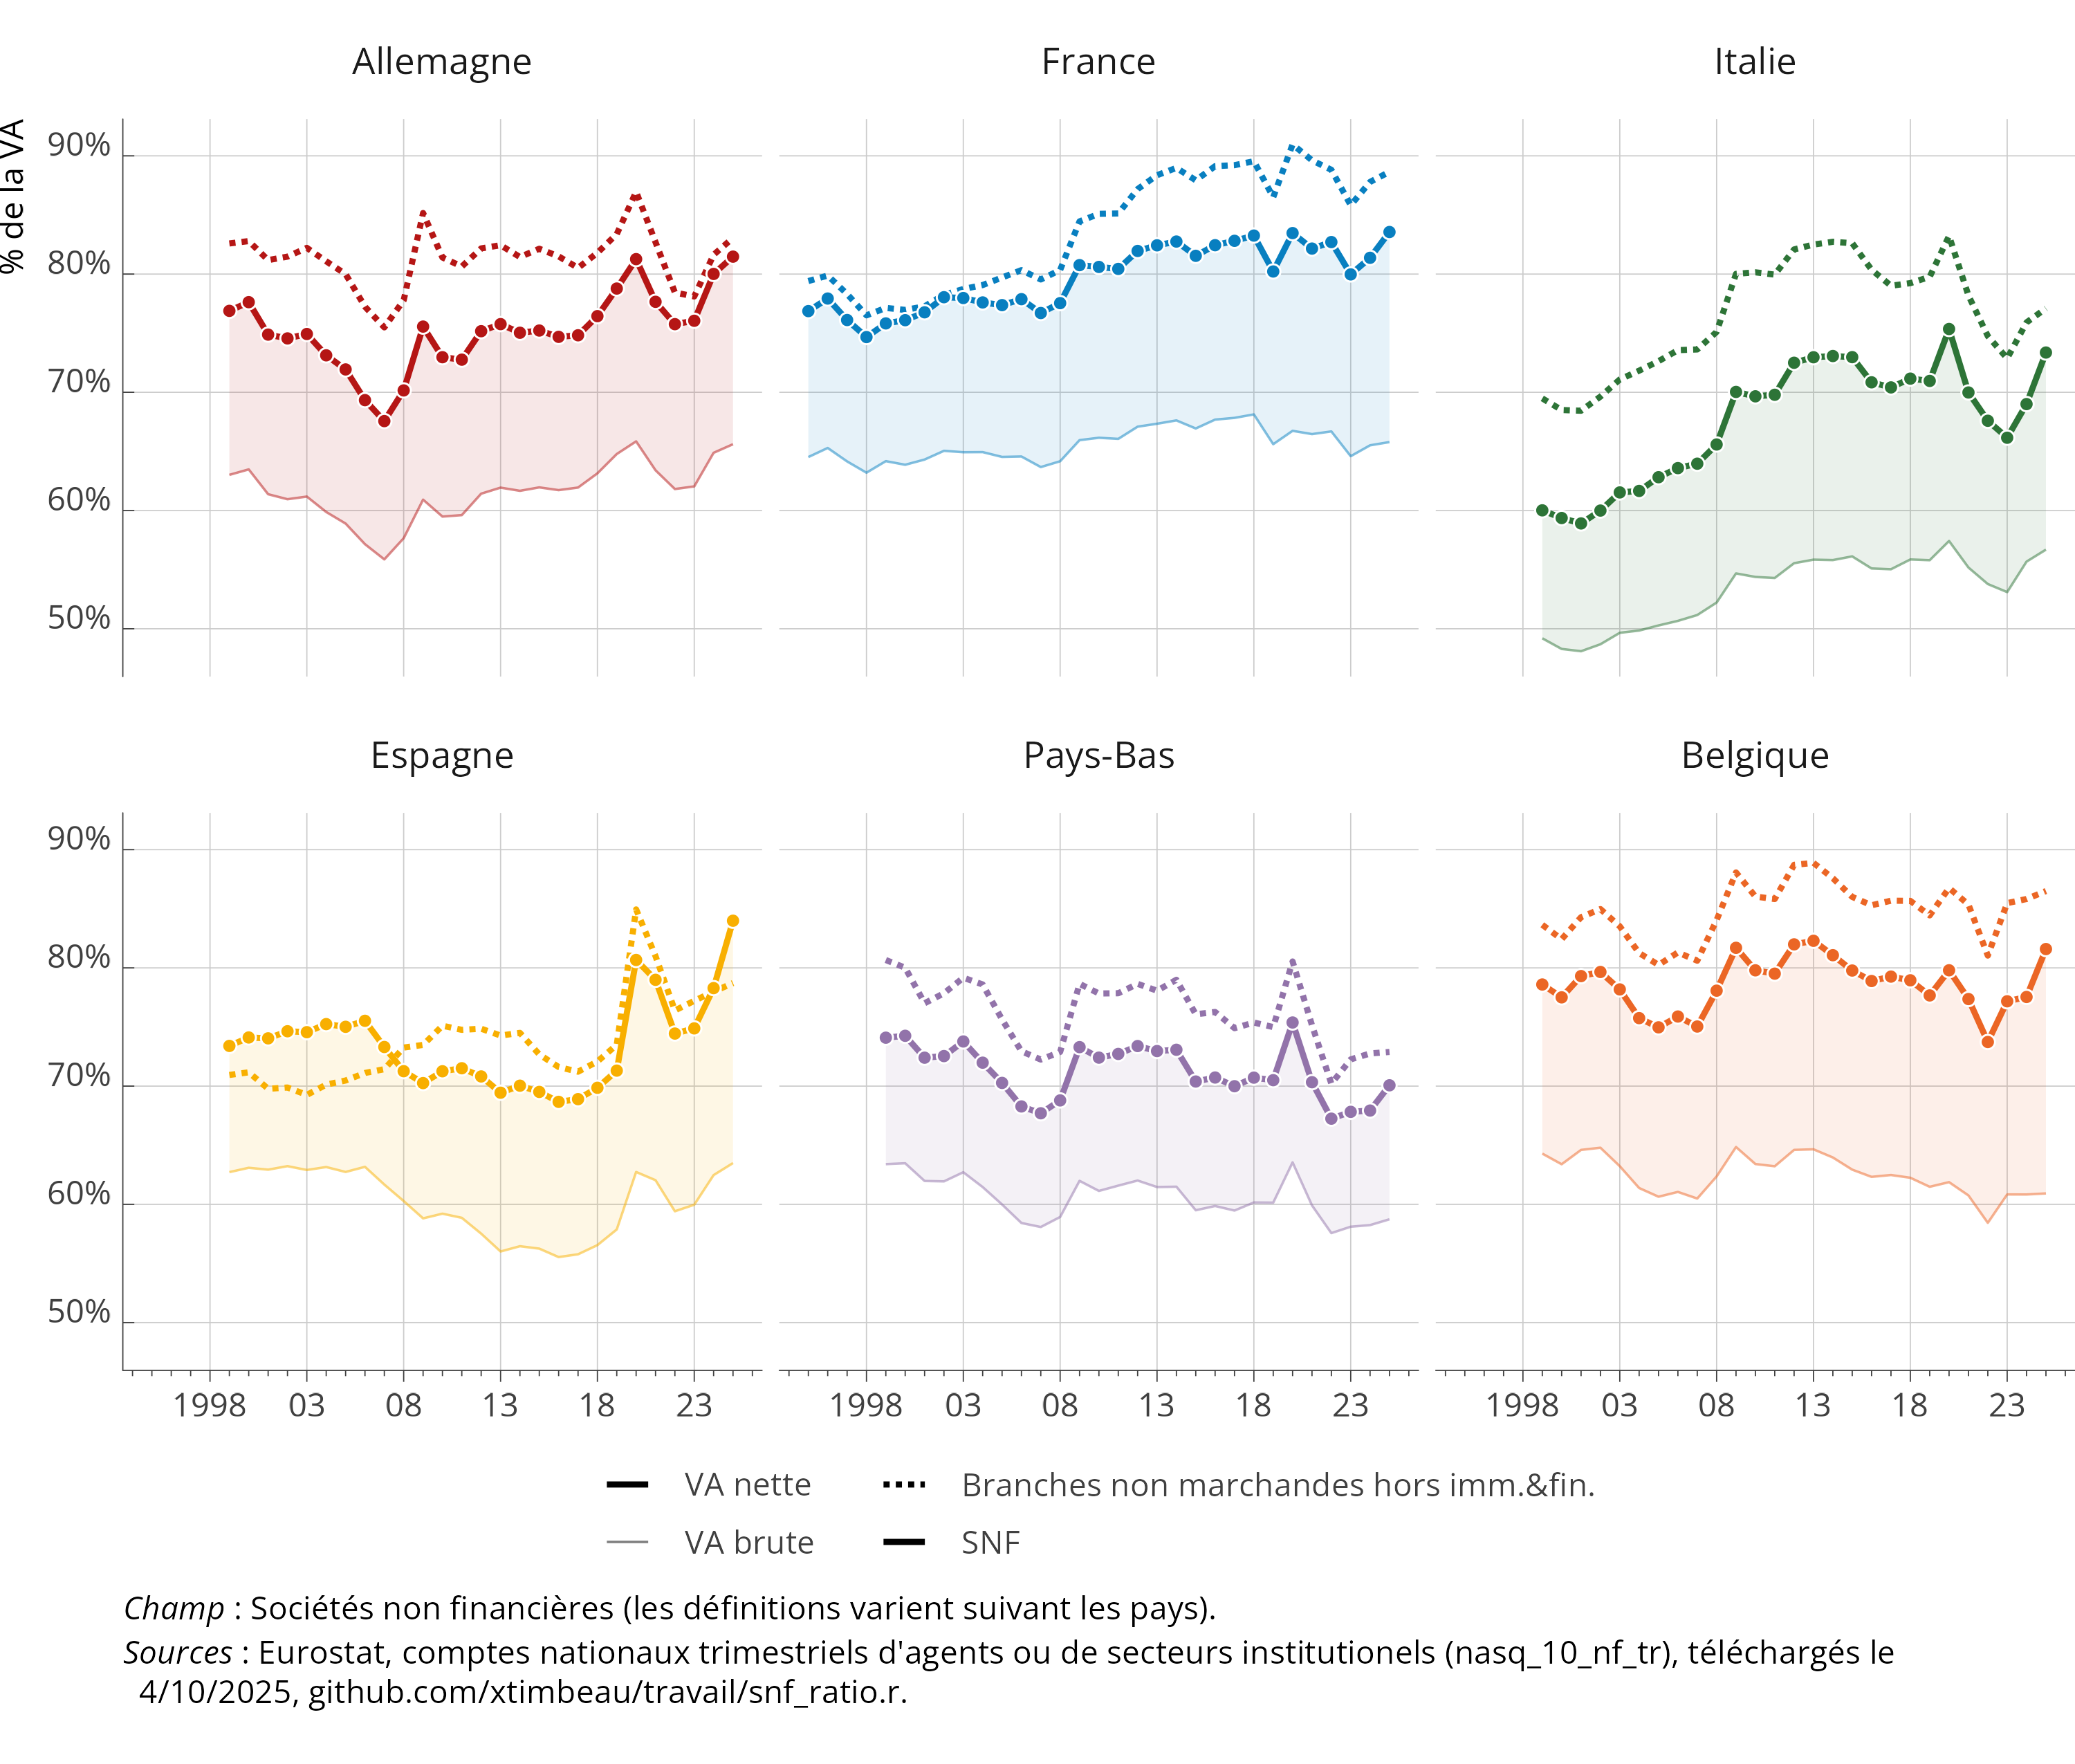 Allemagne
France
Italie
% de la VA
90%
80%
70%
60%
50%
Espagne
Pays-Bas
Belgique
90%
80%
70%
60%
50%
1998 03 08 13 18 23
1998 03 08 13 18 23
1998 03 08 13 18 23
VA nette
Branches non marchandes hors imm.&fin.
VA brute
SNF
Champ : Sociétés non financières (les définitions varient suivant les pays).
Sources : Eurostat, comptes nationaux trimestriels d'agents ou de secteurs institutionels (nasq_10_nf_tr), téléchargés le
4/10/2025, github.com/xtimbeau/travail/snf_ratio.r.